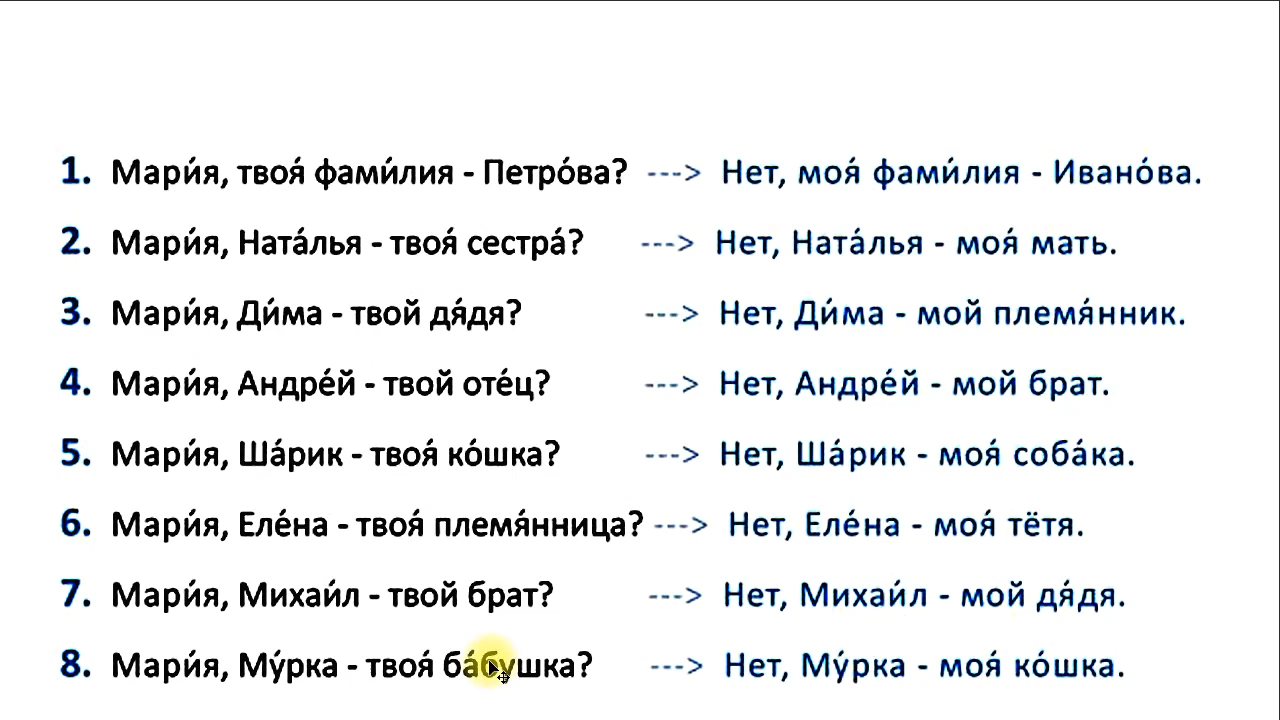 1. Мари́я, твоя́ фами́лия - Петро́ва? ---> Нет, моя́ фами́лия - Ивано́ва.
2. Мари́я, Ната́лья - твоя́ сестра́? ---> Нет, Ната́лья - моя́ мать.
3. Мари́я, Ди́ма - твой дя́дя? ---> Нет, Ди́ма - мой племя́нник.
4. Мари́я, Андре́й - твой оте́ц? ---> Нет, Андре́й - мой брат.
5. Мари́я, Ша́рик - твоя́ ко́шка? ---> Нет, Ша́рик - моя́ соба́ка.
6. Мари́я, Еле́на - твоя́ племя́нница? ---> Нет, Еле́на - моя́ тётя.
7. Мари́я, Михаи́л - твой брат? ---> Нет, Михаи́л - мой дя́дя.
8. Мари́я, Му́рка - твоя́ ба́бушка? ---> Нет, Му́рка - моя́ ко́шка.